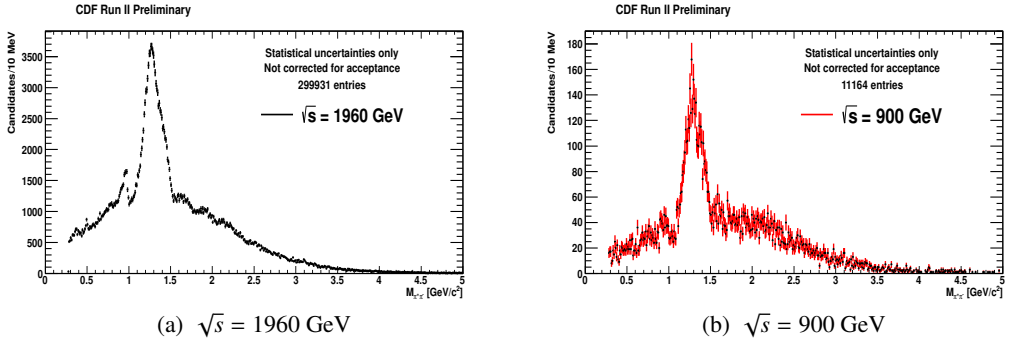 CDF Run II Preliminary
Candidates/10 MeV
3500
3000
2500
2000
1500
1000
500
0
Statistical uncertainties only
Not corrected for acceptance
299931 entries
√s = 1960 GeV
0 0.5 1 1.5 2 2.5 3 3.5 4 4.5 5
M_π⁺π⁻ [GeV/c²]
(a) √s = 1960 GeV
CDF Run II Preliminary
Candidates/10 MeV
180
160
140
120
100
80
60
40
20
0
Statistical uncertainties only
Not corrected for acceptance
11164 entries
√s = 900 GeV
0 0.5 1 1.5 2 2.5 3 3.5 4 4.5 5
M_π⁺π⁻ [GeV/c²]
(b) √s = 900 GeV